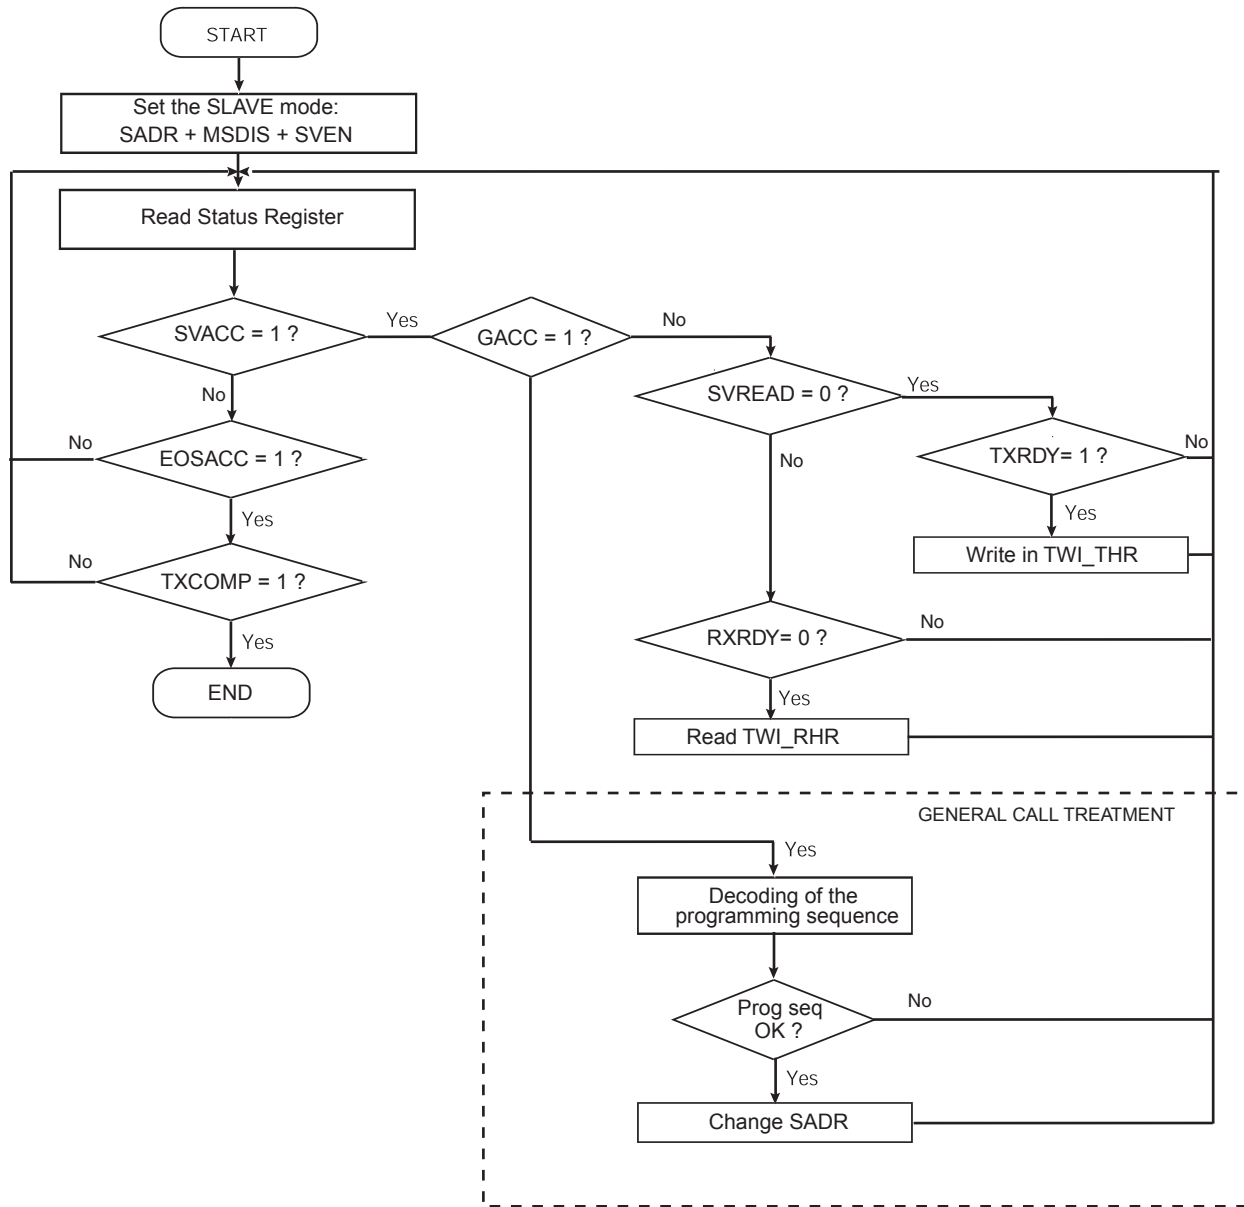 START
Set the SLAVE mode:
SADR + MSDIS + SVEN
Read Status Register
SVACC = 1 ?
Yes
GACC = 1 ?
No
SVREAD = 0 ?
Yes
No
No
EOSACC = 1 ?
No
TXRDY= 1 ?
No
Yes
Yes
Write in TWI_THR
No
TXCOMP = 1 ?
Yes
END
RXRDY= 0 ?
No
Yes
Read TWI_RHR
GENERAL CALL TREATMENT
Yes
Decoding of the
programming sequence
Prog seq
OK ?
No
Yes
Change SADR